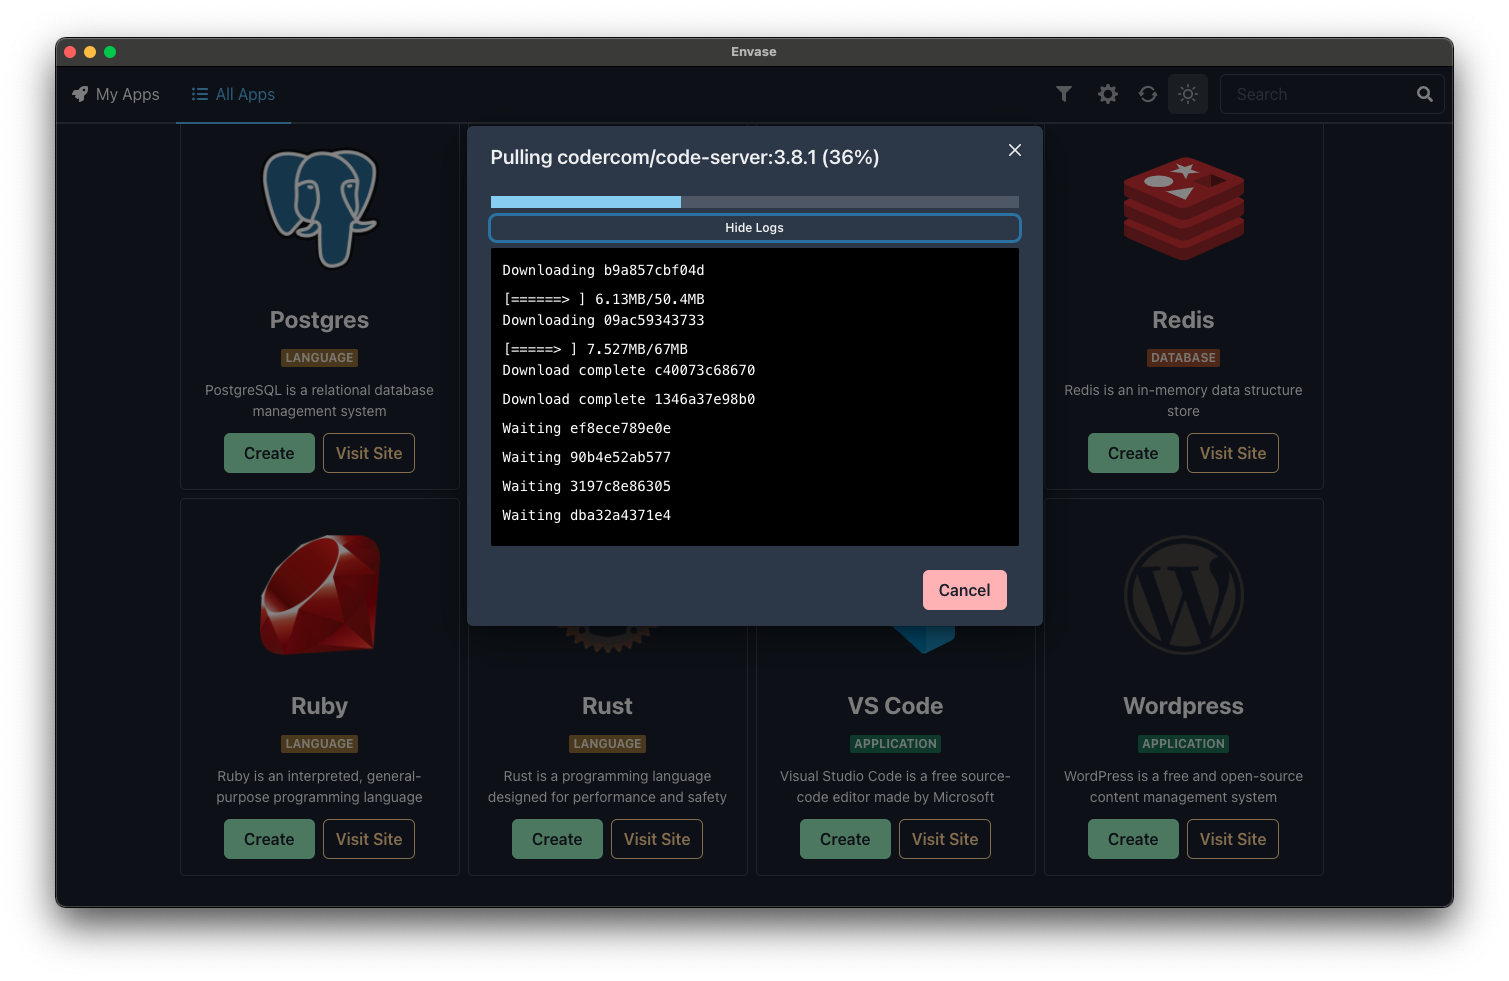 Envase
My Apps
All Apps
Search
Pulling codercom/code-server:3.8.1 (36%)
Hide Logs
Downloading b9a857cbf04d
[======> ] 6.13MB/50.4MB
Downloading 09ac59343733
[=====> ] 7.527MB/67MB
Download complete c40073c68670
Download complete 1346a37e98b0
Waiting ef8ece789e0e
Waiting 90b4e52ab577
Waiting 3197c8e86305
Waiting dba32a4371e4
Cancel
Postgres
LANGUAGE
PostgreSQL is a relational database
management system
Create
Visit Site
Redis
DATABASE
Redis is an in-memory data structure
store
Create
Visit Site
Ruby
LANGUAGE
Ruby is an interpreted, general-
purpose programming language
Create
Visit Site
Rust
LANGUAGE
Rust is a programming language
designed for performance and safety
Create
Visit Site
VS Code
APPLICATION
Visual Studio Code is a free source-
code editor made by Microsoft
Create
Visit Site
Wordpress
APPLICATION
WordPress is a free and open-source
content management system
Create
Visit Site